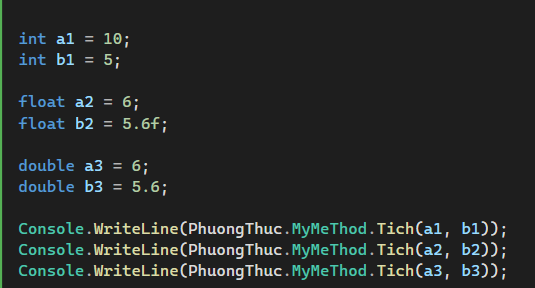 int a1 = 10;
int b1 = 5;
float a2 = 6;
float b2 = 5.6f;
double a3 = 6;
double b3 = 5.6;
Console.WriteLine(PhuongThuc.MyMeThod.Tich(a1, b1));
Console.WriteLine(PhuongThuc.MyMeThod.Tich(a2, b2));
Console.WriteLine(PhuongThuc.MyMeThod.Tich(a3, b3));